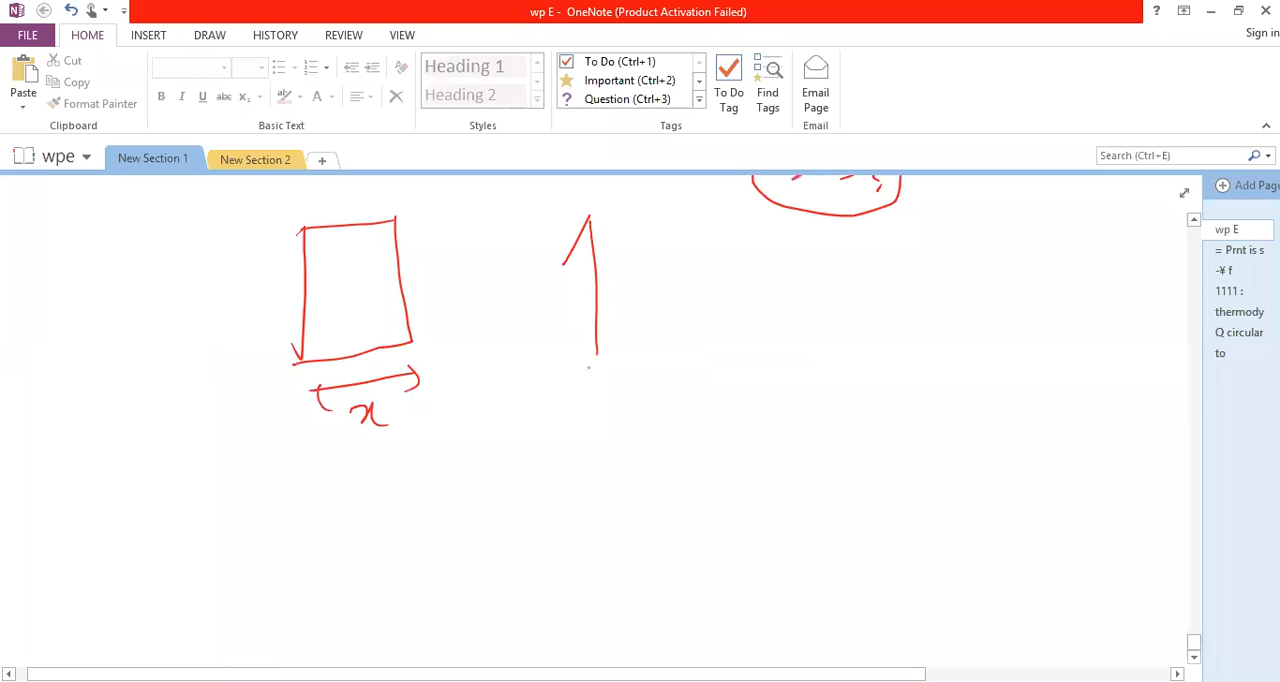 wp E - OneNote (Product Activation Failed)
Sign in
FILE HOME INSERT DRAW HISTORY REVIEW VIEW
Paste
Cut
Copy
Format Painter
Clipboard
B I U abc x₂ ab A
Basic Text
Heading 1
Heading 2
Styles
To Do (Ctrl+1)
Important (Ctrl+2)
Question (Ctrl+3)
To Do Tag
Find Tags
Tags
Email Page
Email
wpe
New Section 1
New Section 2
Search (Ctrl+E)
Add Page
wp E
= Prnt is s
-¥ f
1111 :
thermody
Q circular
to
x